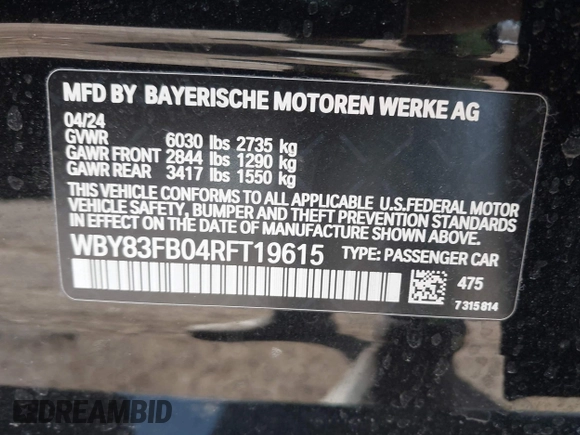 MFD BY BAYERISCHE MOTOREN WERKE AG
04/24
GVWR 6030 lbs 2735 kg
GAWR FRONT 2844 lbs 1290 kg
GAWR REAR 3417 lbs 1550 kg
THIS VEHICLE CONFORMS TO ALL APPLICABLE U.S.FEDERAL MOTOR
VEHICLE SAFETY, BUMPER, AND THEFT PREVENTION STANDARDS
IN EFFECT ON THE DATE OF MANUFACTURE SHOWN ABOVE.
WBY83FB04RFT19615 TYPE: PASSENGER CAR
475
7315814
DREAMBID